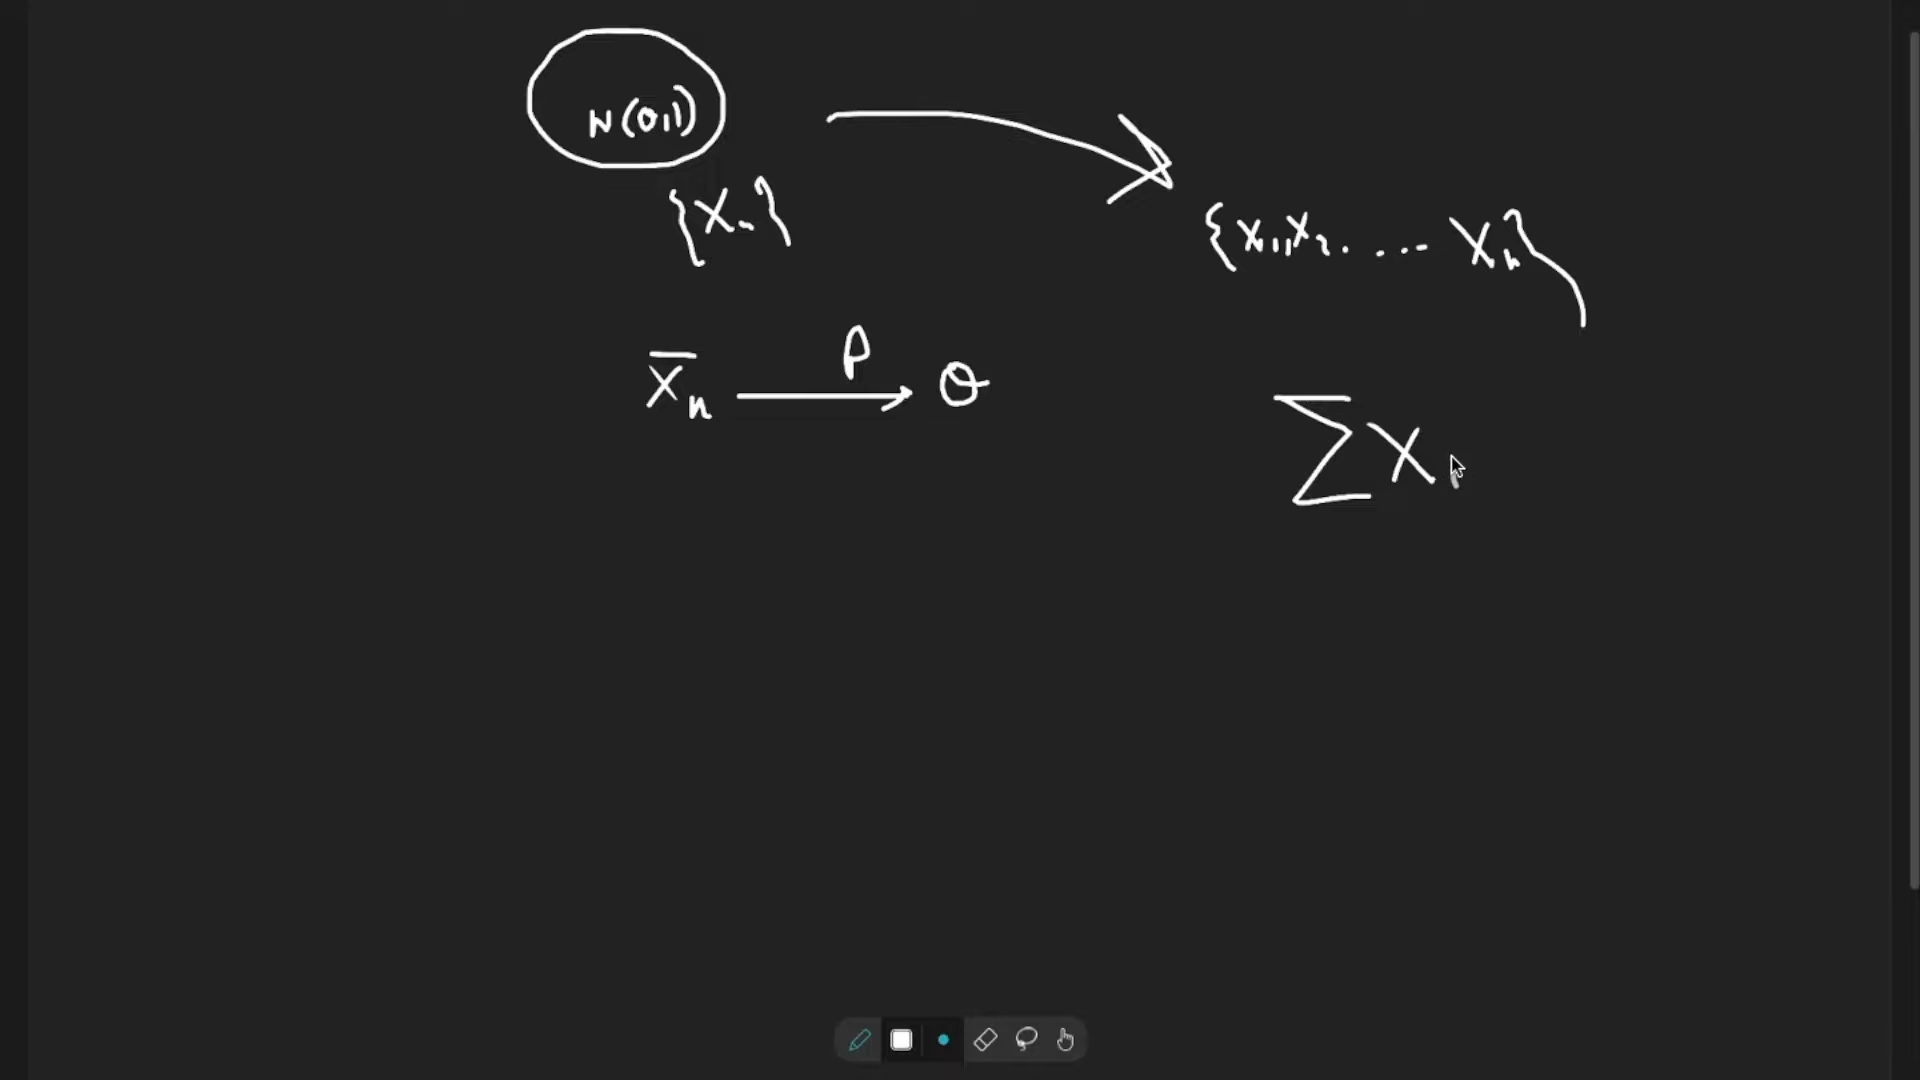 N(0,1)
{Xₙ}
{X₁,X₂. . ... Xₙ}
X̄ₙ ⟶ᴾ θ
∑X